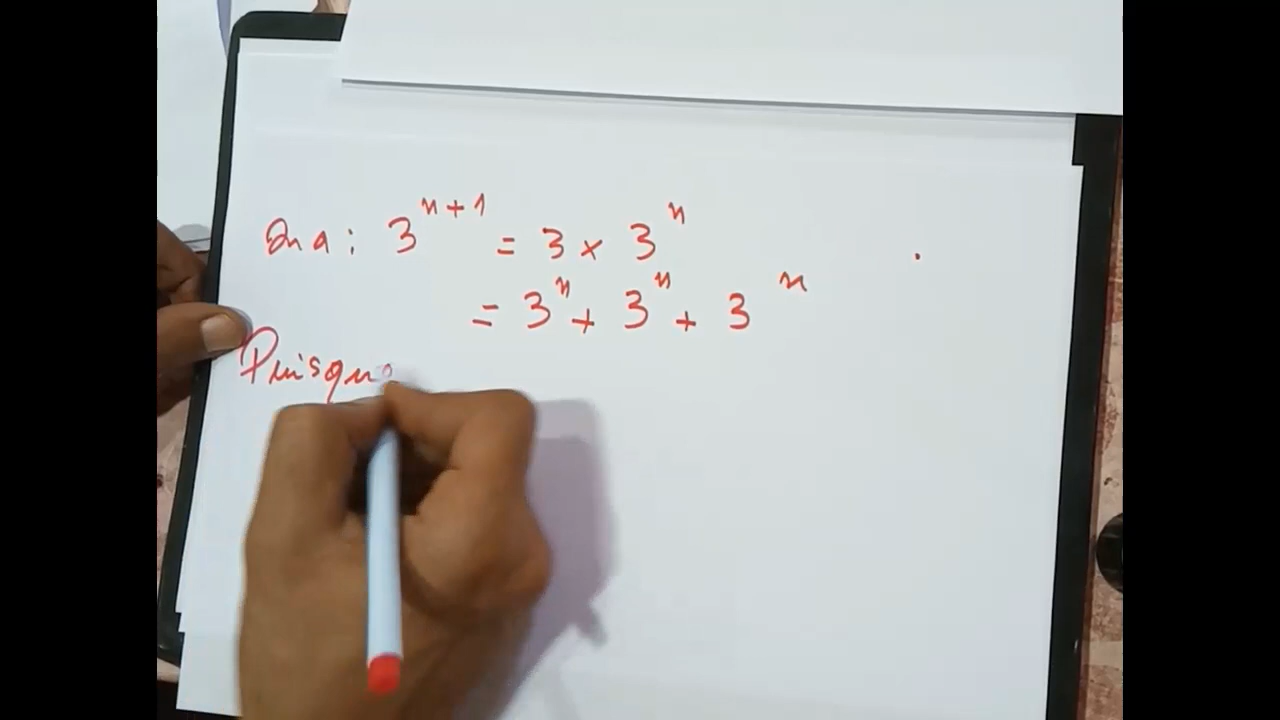 On a : 3^{n+1} = 3 × 3^n
= 3^n + 3^n + 3^n
Puisque